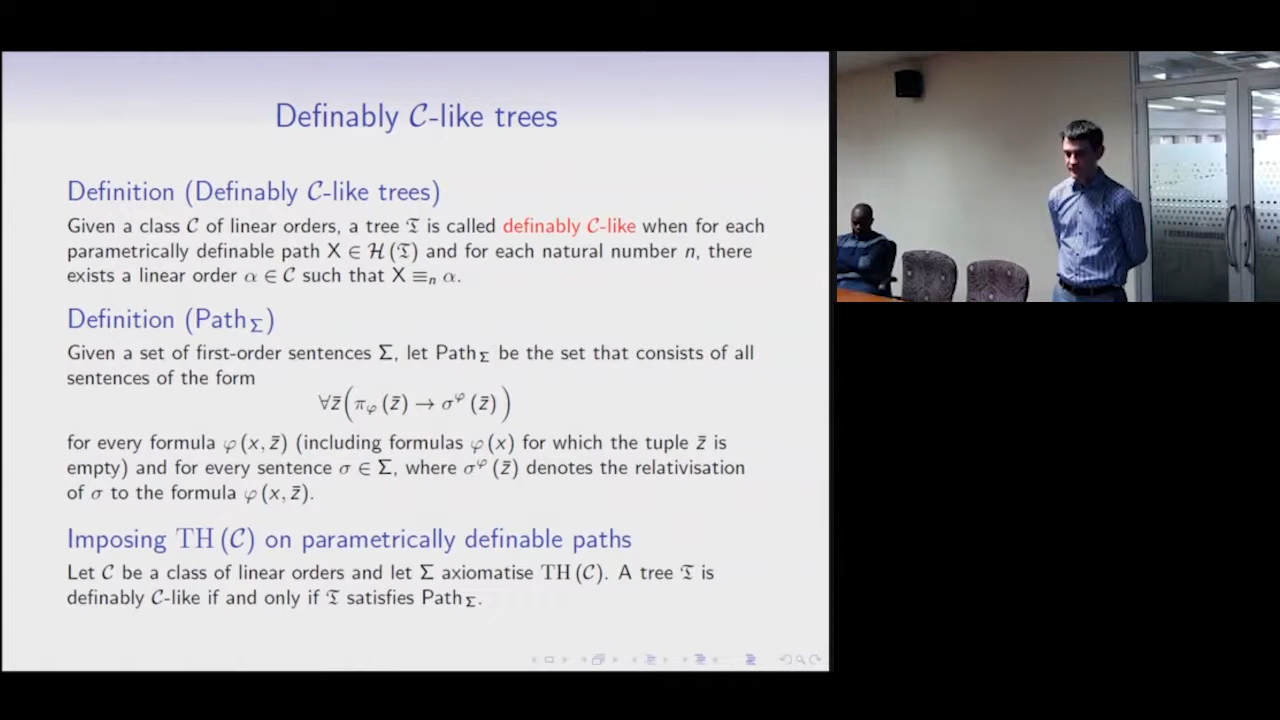 Definably 𝒞-like trees
Definition (Definably 𝒞-like trees)
Given a class 𝒞 of linear orders, a tree 𝔗 is called definably 𝒞-like when for each
parametrically definable path X ∈ ℋ(𝔗) and for each natural number n, there
exists a linear order α ∈ 𝒞 such that X ≡ₙ α.
Definition (Path_Σ)
Given a set of first-order sentences Σ, let Path_Σ be the set that consists of all
sentences of the form
∀z̄(π_φ(z̄) → σ^φ(z̄))
for every formula φ(x, z̄) (including formulas φ(x) for which the tuple z̄ is
empty) and for every sentence σ ∈ Σ, where σ^φ(z̄) denotes the relativisation
of σ to the formula φ(x, z̄).
Imposing TH(𝒞) on parametrically definable paths
Let 𝒞 be a class of linear orders and let Σ axiomatise TH(𝒞). A tree 𝔗 is
definably 𝒞-like if and only if 𝔗 satisfies Path_Σ.